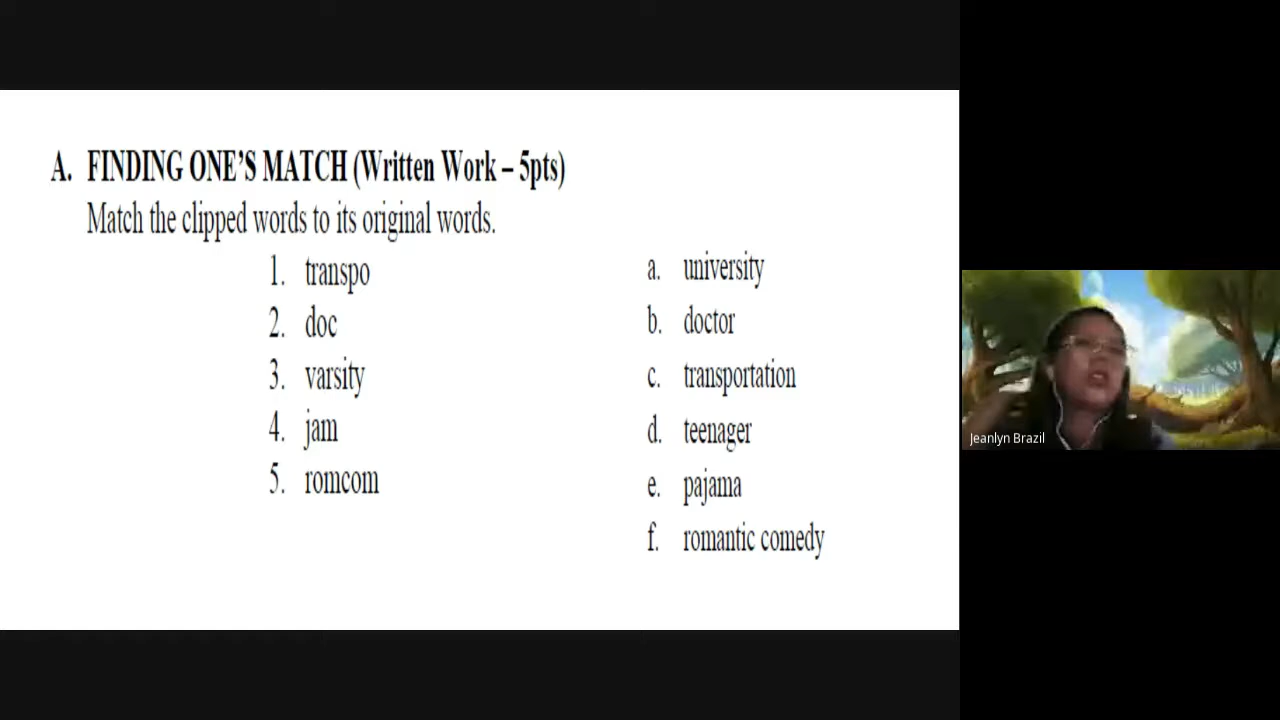 A. FINDING ONE'S MATCH (Written Work – 5pts)
Match the clipped words to its original words.
1. transpo
2. doc
3. varsity
4. jam
5. romcom
a. university
b. doctor
c. transportation
d. teenager
e. pajama
f. romantic comedy
Jeanlyn Brazil